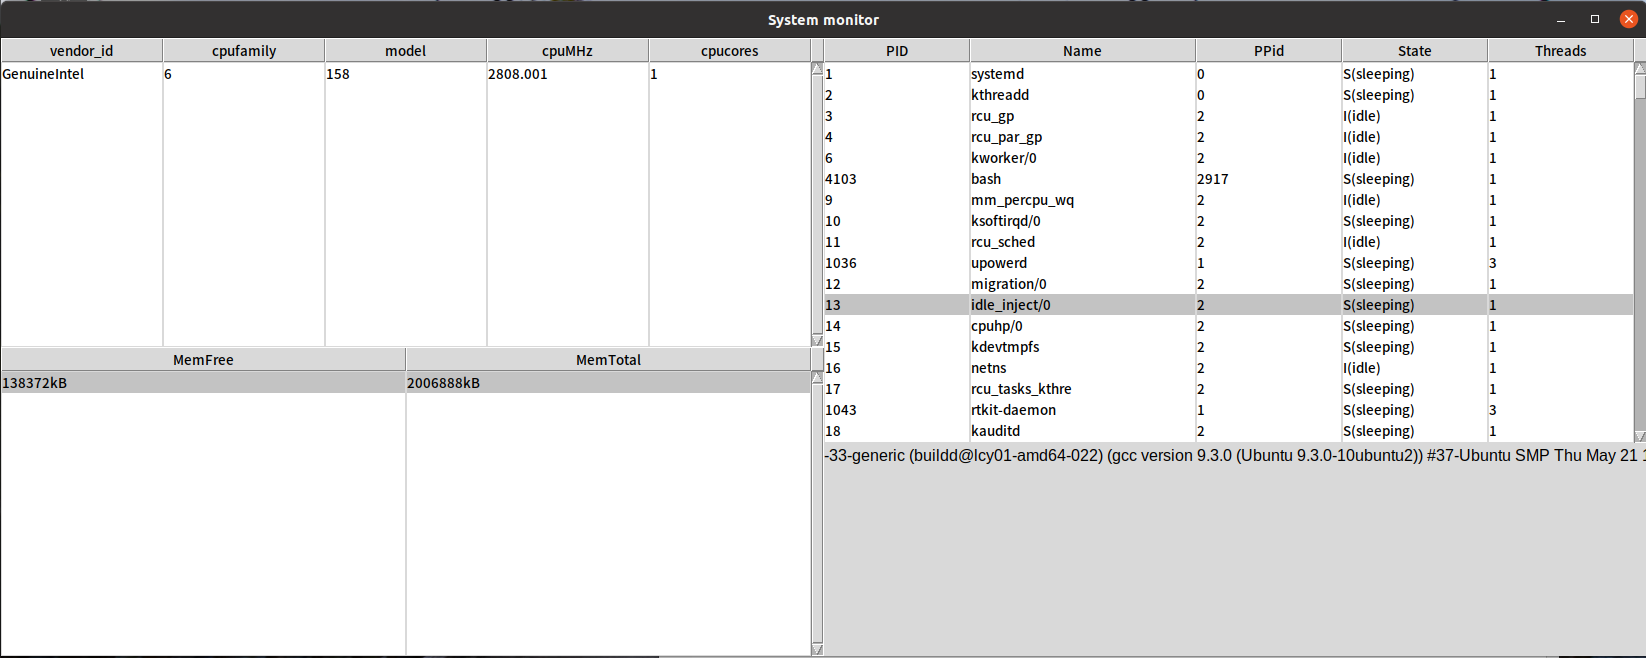 System monitor
vendor_id cpufamily model cpuMHz cpucores
GenuineIntel 6 158 2808.001 1
MemFree MemTotal
138372kB 2006888kB
PID Name PPid State Threads
1 systemd 0 S(sleeping) 1
2 kthreadd 0 S(sleeping) 1
3 rcu_gp 2 I(idle) 1
4 rcu_par_gp 2 I(idle) 1
6 kworker/0 2 I(idle) 1
4103 bash 2917 S(sleeping) 1
9 mm_percpu_wq 2 I(idle) 1
10 ksoftirqd/0 2 S(sleeping) 1
11 rcu_sched 2 I(idle) 1
1036 upowerd 1 S(sleeping) 3
12 migration/0 2 S(sleeping) 1
13 idle_inject/0 2 S(sleeping) 1
14 cpuhp/0 2 S(sleeping) 1
15 kdevtmpfs 2 S(sleeping) 1
16 netns 2 I(idle) 1
17 rcu_tasks_kthre 2 S(sleeping) 1
1043 rtkit-daemon 1 S(sleeping) 3
18 kauditd 2 S(sleeping) 1
-33-generic (buildd@lcy01-amd64-022) (gcc version 9.3.0 (Ubuntu 9.3.0-10ubuntu2)) #37-Ubuntu SMP Thu May 21